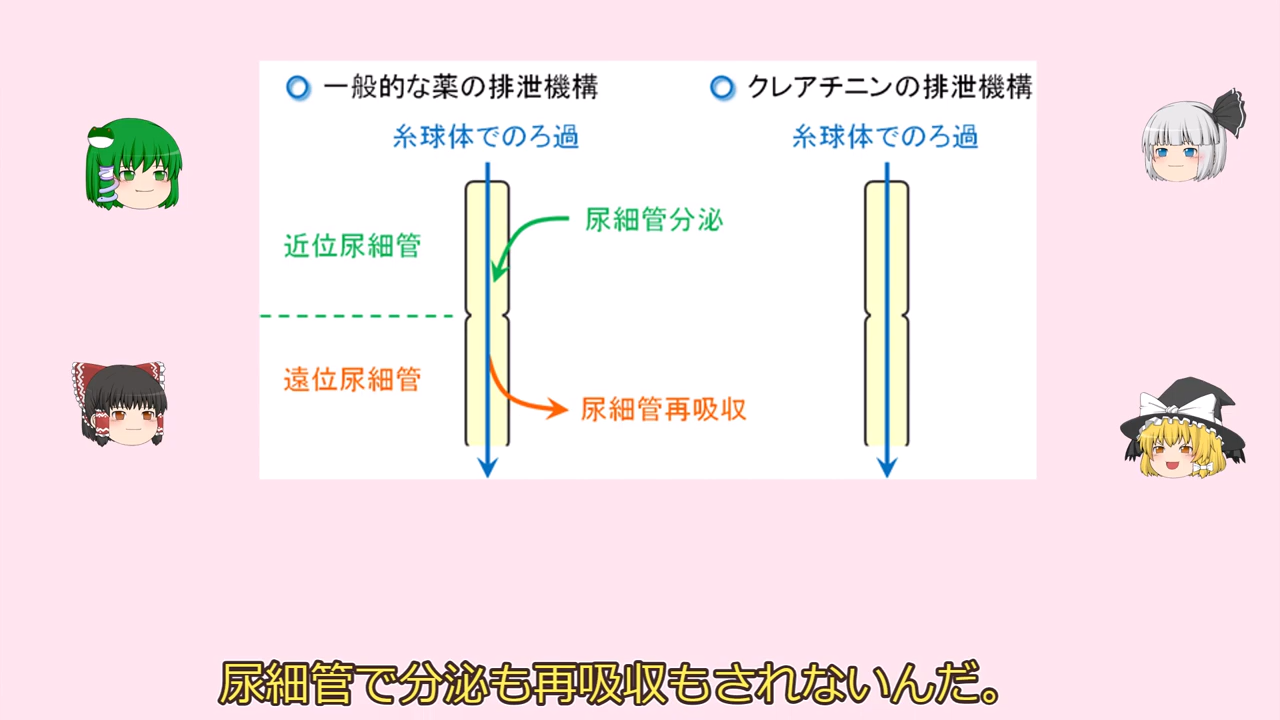 一般的な薬の排泄機構
クレアチニンの排泄機構
糸球体でのろ過
糸球体でのろ過
尿細管分泌
近位尿細管
遠位尿細管
尿細管再吸収
尿細管で分泌も再吸収もされないんだ。